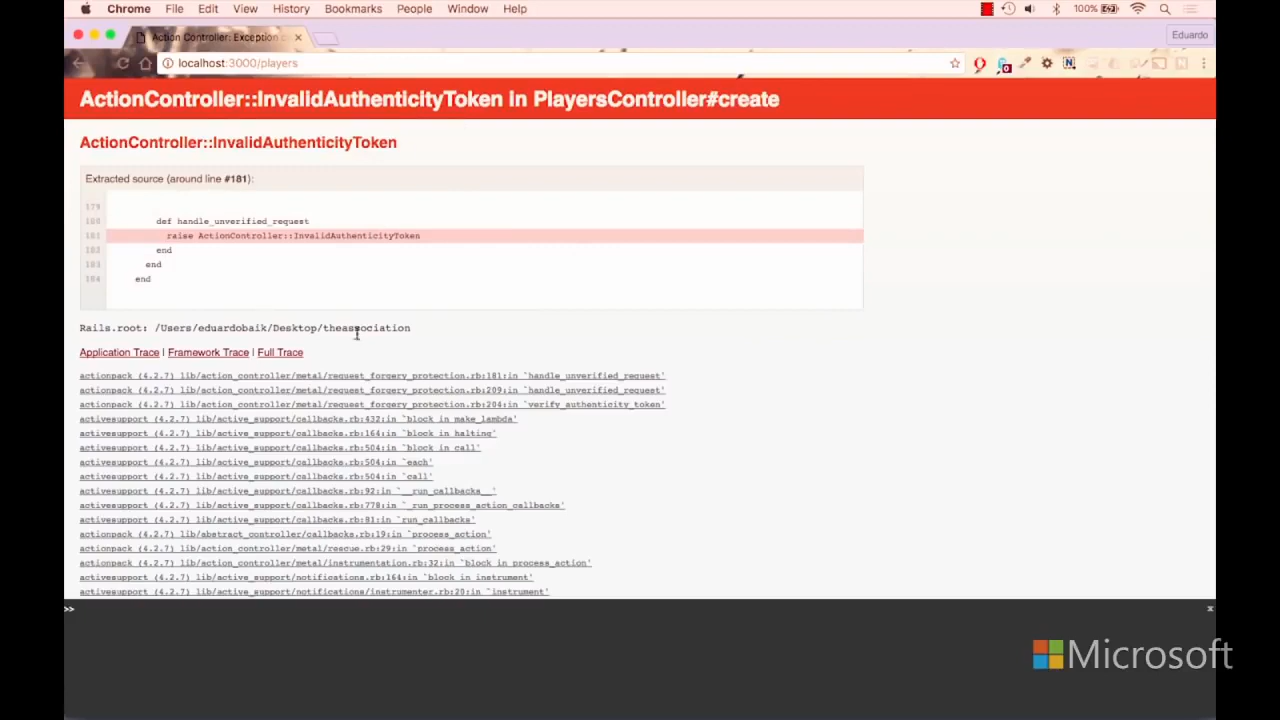 Chrome File Edit View History Bookmarks People Window Help 100%
Action Controller: Exception c × Eduardo
localhost:3000/players
ActionController::InvalidAuthenticityToken in PlayersController#create
ActionController::InvalidAuthenticityToken
Extracted source (around line #181):
179
180 def handle_unverified_request
181 raise ActionController::InvalidAuthenticityToken
182 end
183 end
184 end
Rails.root: /Users/eduardobaik/Desktop/theassociation
Application Trace | Framework Trace | Full Trace
actionpack (4.2.7) lib/action_controller/metal/request_forgery_protection.rb:181:in `handle_unverified_request'
actionpack (4.2.7) lib/action_controller/metal/request_forgery_protection.rb:209:in `handle_unverified_request'
actionpack (4.2.7) lib/action_controller/metal/request_forgery_protection.rb:204:in `verify_authenticity_token'
activesupport (4.2.7) lib/active_support/callbacks.rb:432:in `block in make_lambda'
activesupport (4.2.7) lib/active_support/callbacks.rb:164:in `block in halting'
activesupport (4.2.7) lib/active_support/callbacks.rb:504:in `block in call'
activesupport (4.2.7) lib/active_support/callbacks.rb:504:in `each'
activesupport (4.2.7) lib/active_support/callbacks.rb:504:in `call'
activesupport (4.2.7) lib/active_support/callbacks.rb:92:in `__run_callbacks__'
activesupport (4.2.7) lib/active_support/callbacks.rb:778:in `_run_process_action_callbacks'
activesupport (4.2.7) lib/active_support/callbacks.rb:81:in `run_callbacks'
actionpack (4.2.7) lib/abstract_controller/callbacks.rb:19:in `process_action'
actionpack (4.2.7) lib/action_controller/metal/rescue.rb:29:in `process_action'
actionpack (4.2.7) lib/action_controller/metal/instrumentation.rb:32:in `block in process_action'
activesupport (4.2.7) lib/active_support/notifications.rb:164:in `block in instrument'
activesupport (4.2.7) lib/active_support/notifications/instrumenter.rb:20:in `instrument'
>> x
Microsoft